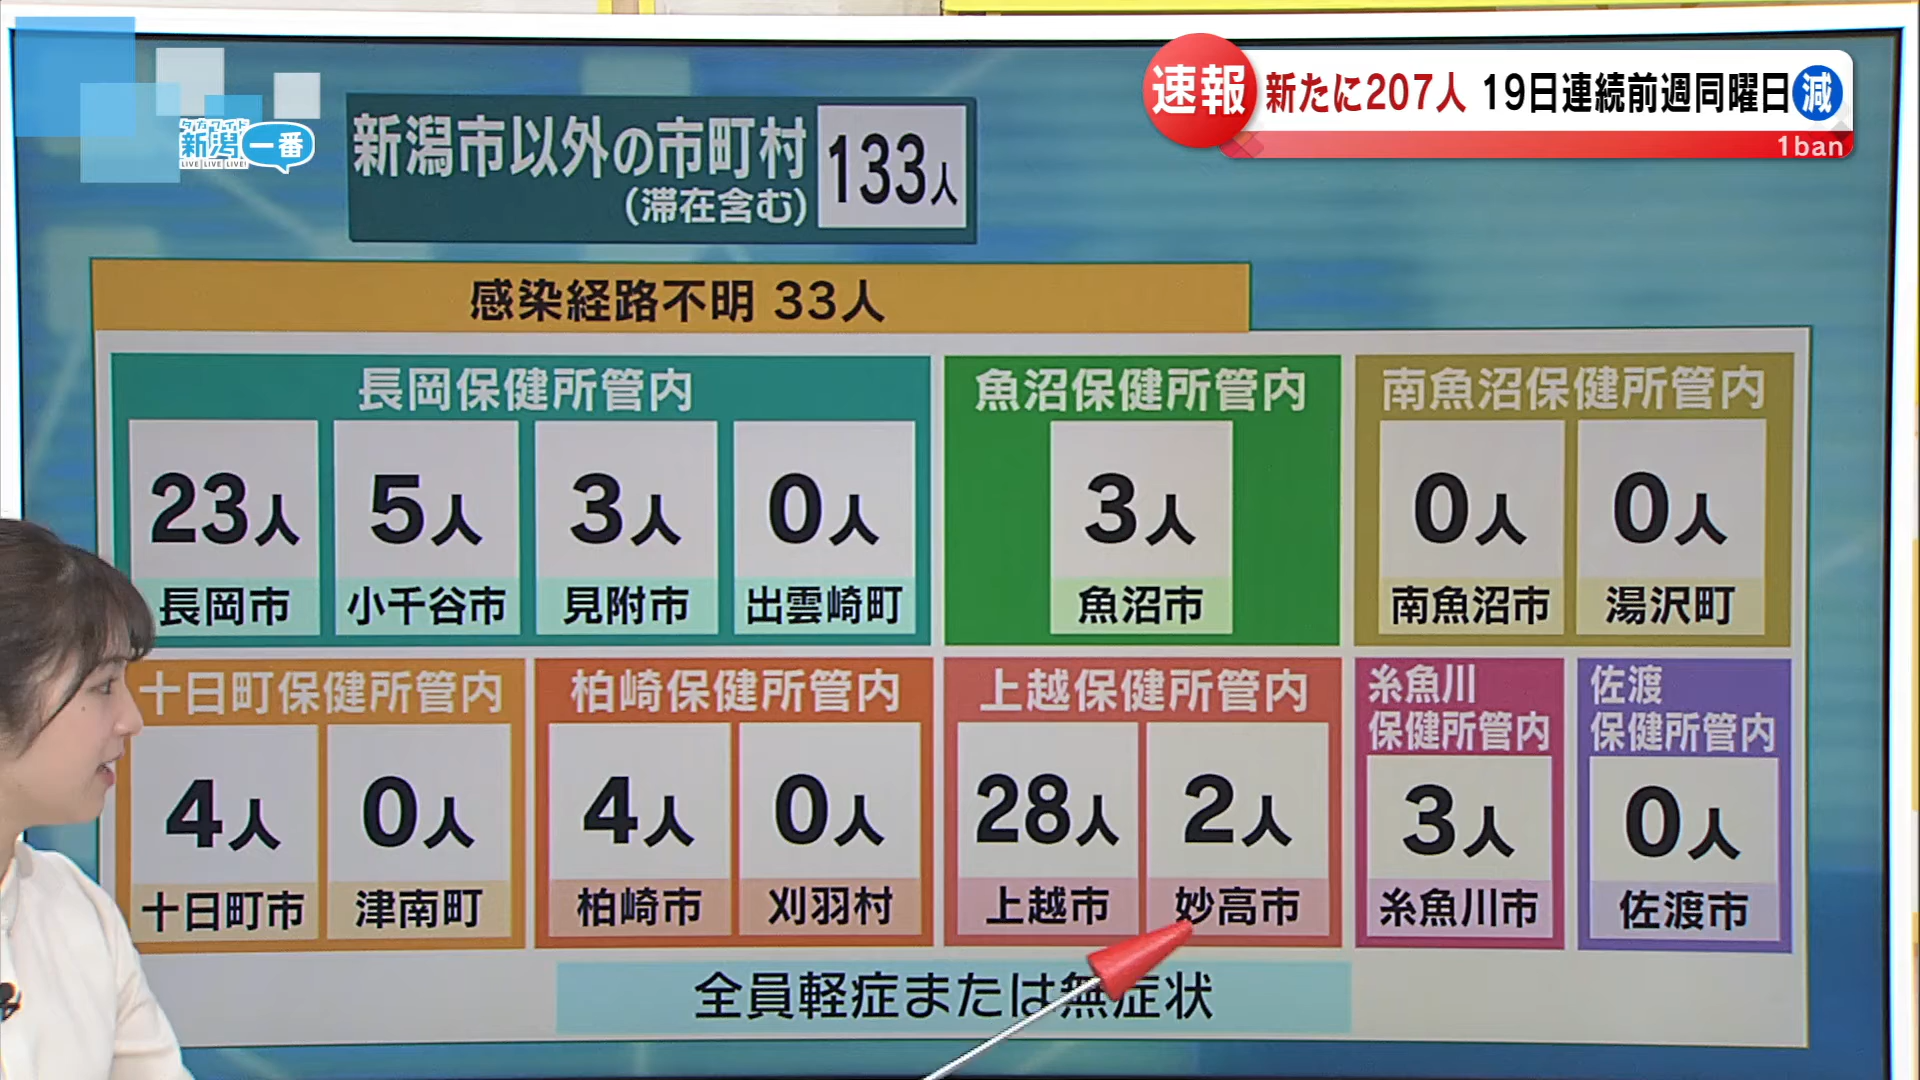 夕方ワイド
新潟一番
LIVE LIVE LIVE!
速報 新たに207人 19日連続前週同曜日減
1ban
新潟市以外の市町村 133人
(滞在含む)
感染経路不明 33人
長岡保健所管内 魚沼保健所管内 南魚沼保健所管内
23人 5人 3人 0人 3人 0人 0人
長岡市 小千谷市 見附市 出雲崎町 魚沼市 南魚沼市 湯沢町
十日町保健所管内 柏崎保健所管内 上越保健所管内 糸魚川 佐渡
保健所管内 保健所管内
4人 0人 4人 0人 28人 2人 3人 0人
十日町市 津南町 柏崎市 刈羽村 上越市 妙高市 糸魚川市 佐渡市
全員軽症または無症状